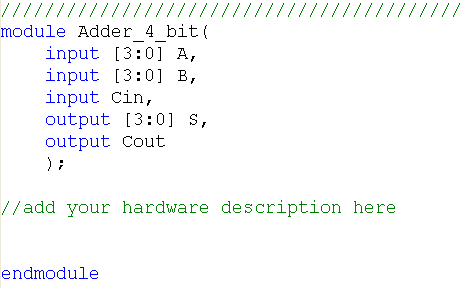 //////////////////////////////////////////
module Adder_4_bit(
    input [3:0] A,
    input [3:0] B,
    input Cin,
    output [3:0] S,
    output Cout
    );
//add your hardware description here
endmodule